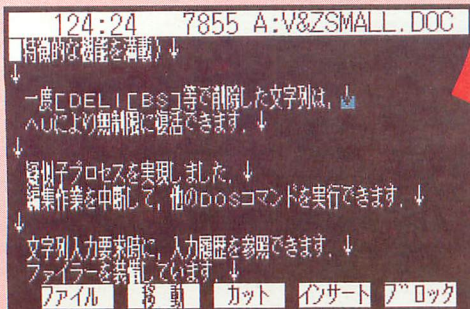 124:24 7855 A:V&ZSMALL.DOC
特徴的な機能を満載)↓
↓
一度[DEL][BS]等で削除した文字列は,↓
^Uにより無制限に復活できます.↓
↓
疑似子プロセスを実現しました.↓
編集作業を中断して,他のDOSコマンドを実行できます.↓
↓
文字列入力要求時に,入力履歴を参照できます.↓
ファイラーを装備しています.↓
ファイル 移動 カット インサート ブロック